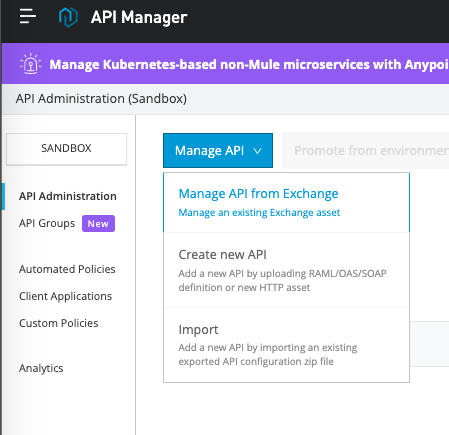 API Manager
Manage Kubernetes-based non-Mule microservices with Anypoi
API Administration (Sandbox)
SANDBOX
Manage API
Promote from environmen
API Administration
API Groups New
Automated Policies
Client Applications
Custom Policies
Analytics
Manage API from Exchange
Manage an existing Exchange asset
Create new API
Add a new API by uploading RAML/OAS/SOAP
definition or new HTTP asset
Import
Add a new API by importing an existing
exported API configuration zip file